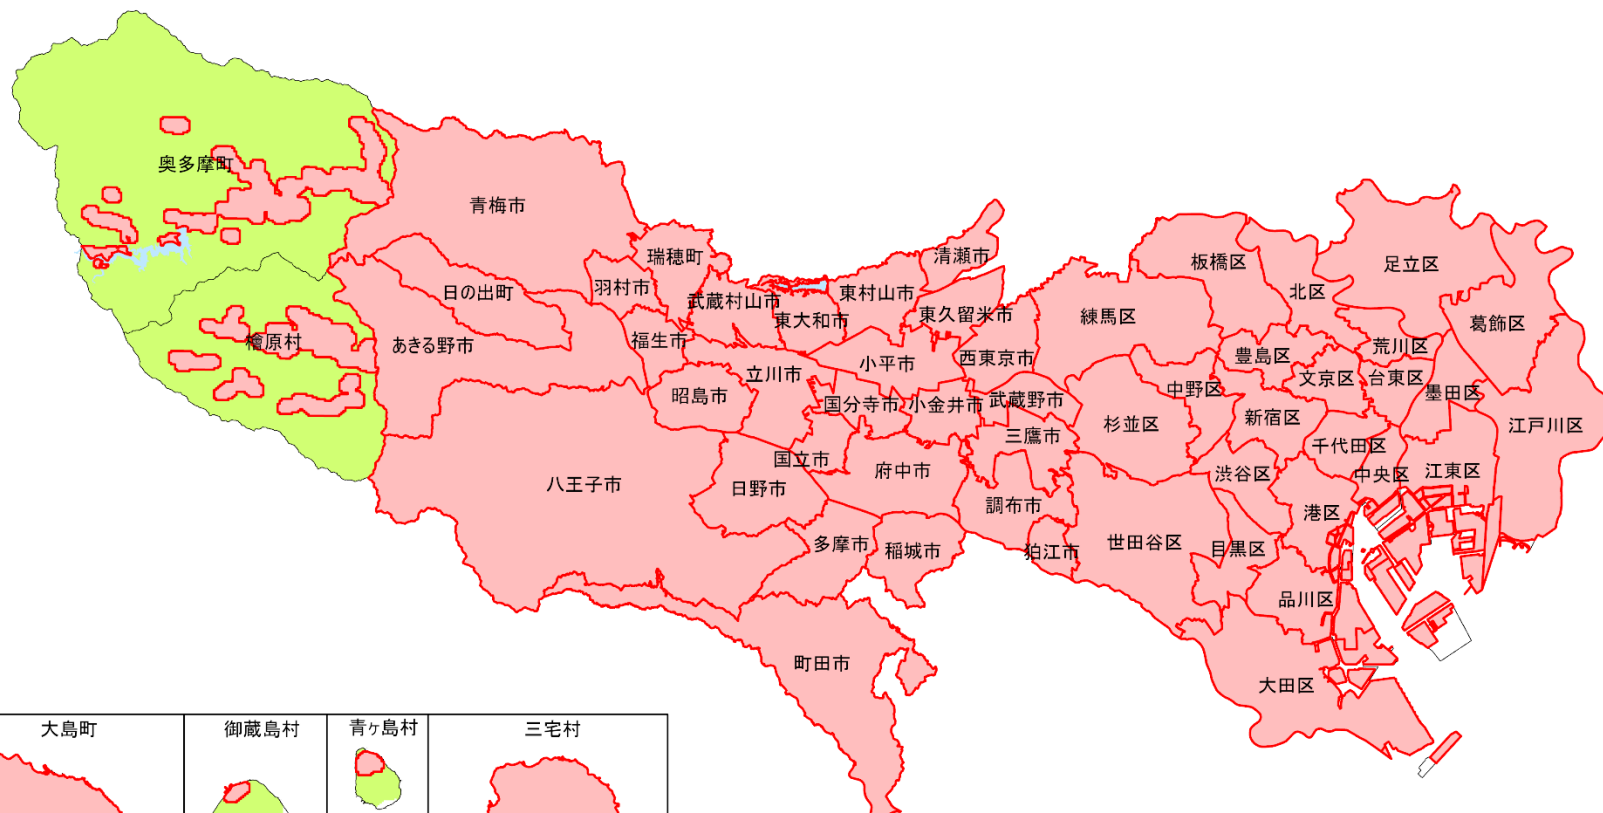 奥多摩町
檜原村
青梅市
日の出町
あきる野市
八王子市
瑞穂町
羽村市
福生市
武蔵村山市
東大和市
東村山市
清瀬市
東久留米市
西東京市
小平市
立川市
昭島市
国分寺市
小金井市
武蔵野市
三鷹市
国立市
日野市
府中市
調布市
狛江市
多摩市
稲城市
町田市
練馬区
板橋区
北区
足立区
葛飾区
荒川区
豊島区
文京区
台東区
墨田区
江戸川区
中野区
杉並区
新宿区
千代田区
中央区
江東区
渋谷区
港区
世田谷区
目黒区
品川区
大田区
大島町
御蔵島村
青ヶ島村
三宅村